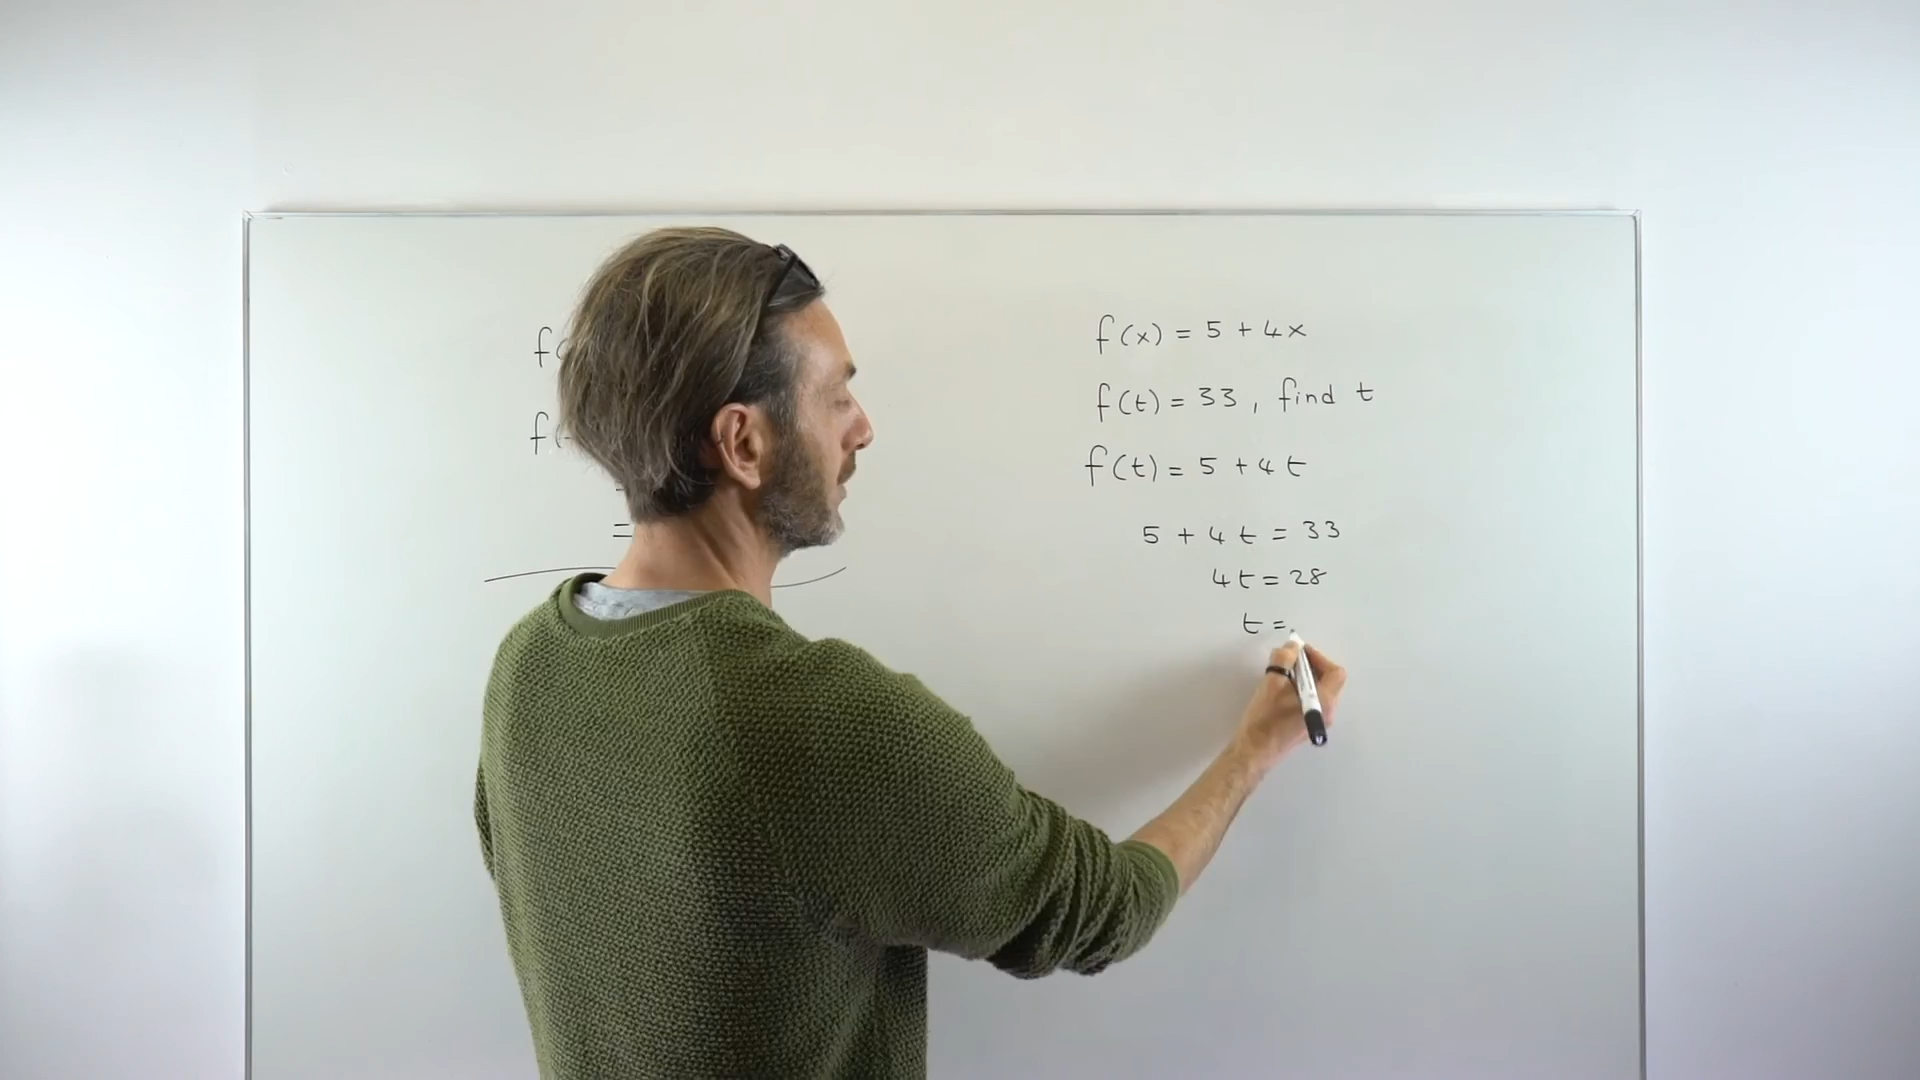 f(
f(-
=
=
f(x) = 5 + 4x
f(t) = 33 , find t
f(t) = 5 + 4t
5 + 4t = 33
4t = 28
t =